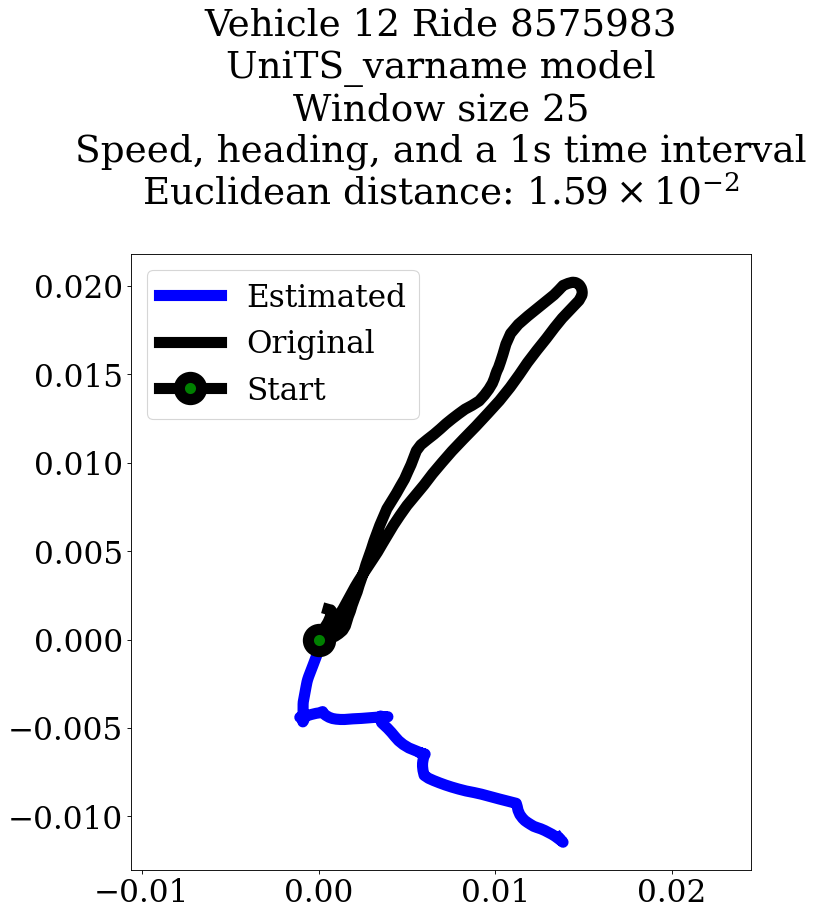 Vehicle 12 Ride 8575983
UniTS_varname model
Window size 25
Speed, heading, and a 1s time interval
Euclidean distance: 1.59 × 10⁻²
Estimated
Original
Start
0.020
0.015
0.010
0.005
0.000
−0.005
−0.010
−0.01 0.00 0.01 0.02